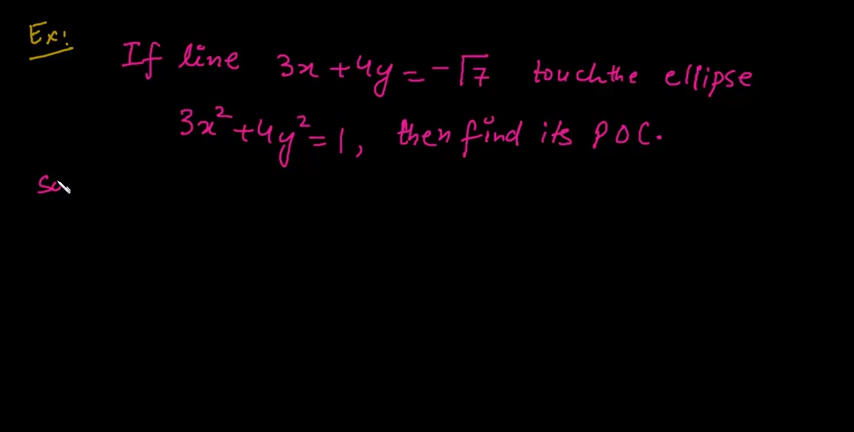 Ex:
If line 3x + 4y = -√7 touch the ellipse
3x² + 4y² = 1, then find its POC.
So